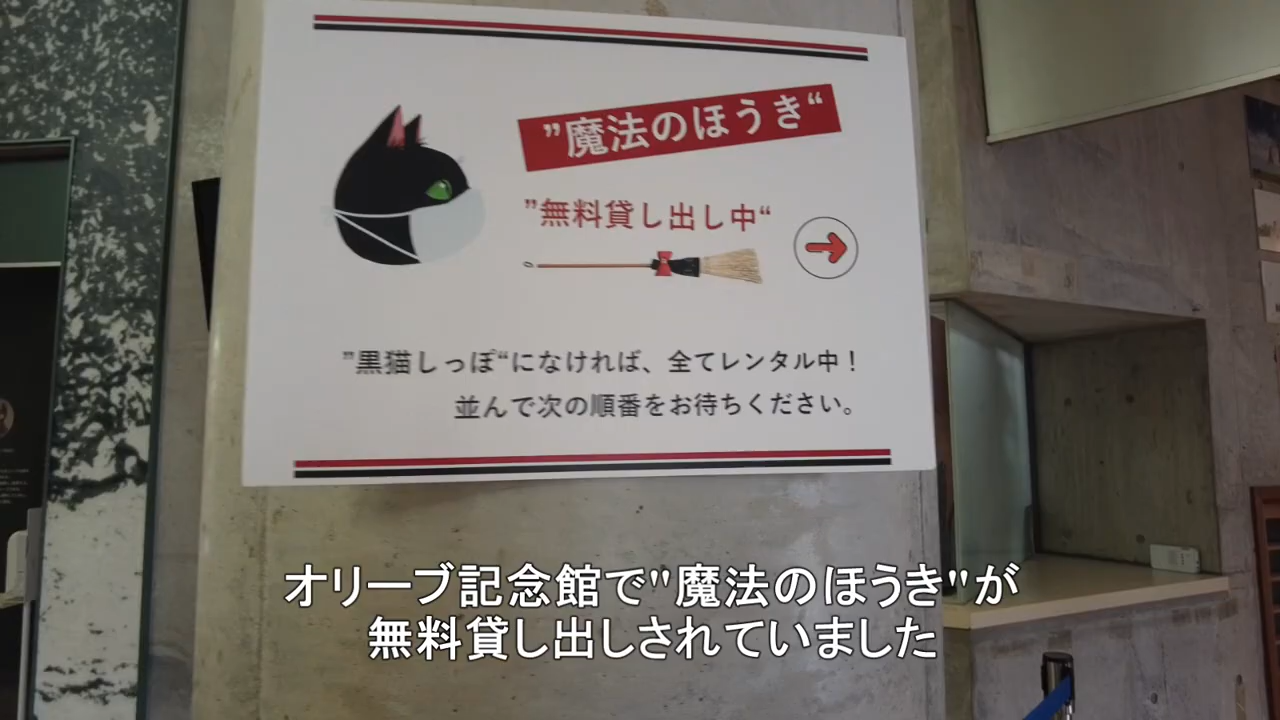 ”魔法のほうき“
”無料貸し出し中“
”黒猫しっぽ“になければ、全てレンタル中！
並んで次の順番をお待ちください。
オリーブ記念館で"魔法のほうき"が
無料貸し出しされていました